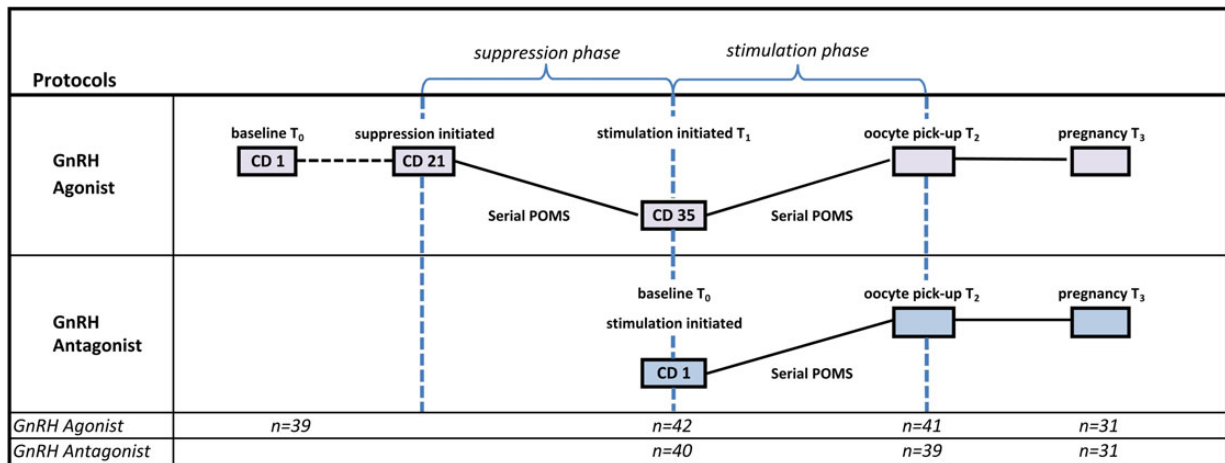 suppression phase stimulation phase
Protocols
baseline T₀ suppression initiated stimulation initiated T₁ oocyte pick-up T₂ pregnancy T₃
GnRH
Agonist
CD 1 CD 21
CD 35
Serial POMS Serial POMS
baseline T₀ oocyte pick-up T₂ pregnancy T₃
stimulation initiated
GnRH
Antagonist
CD 1 Serial POMS
GnRH Agonist n=39 n=42 n=41 n=31
GnRH Antagonist n=40 n=39 n=31